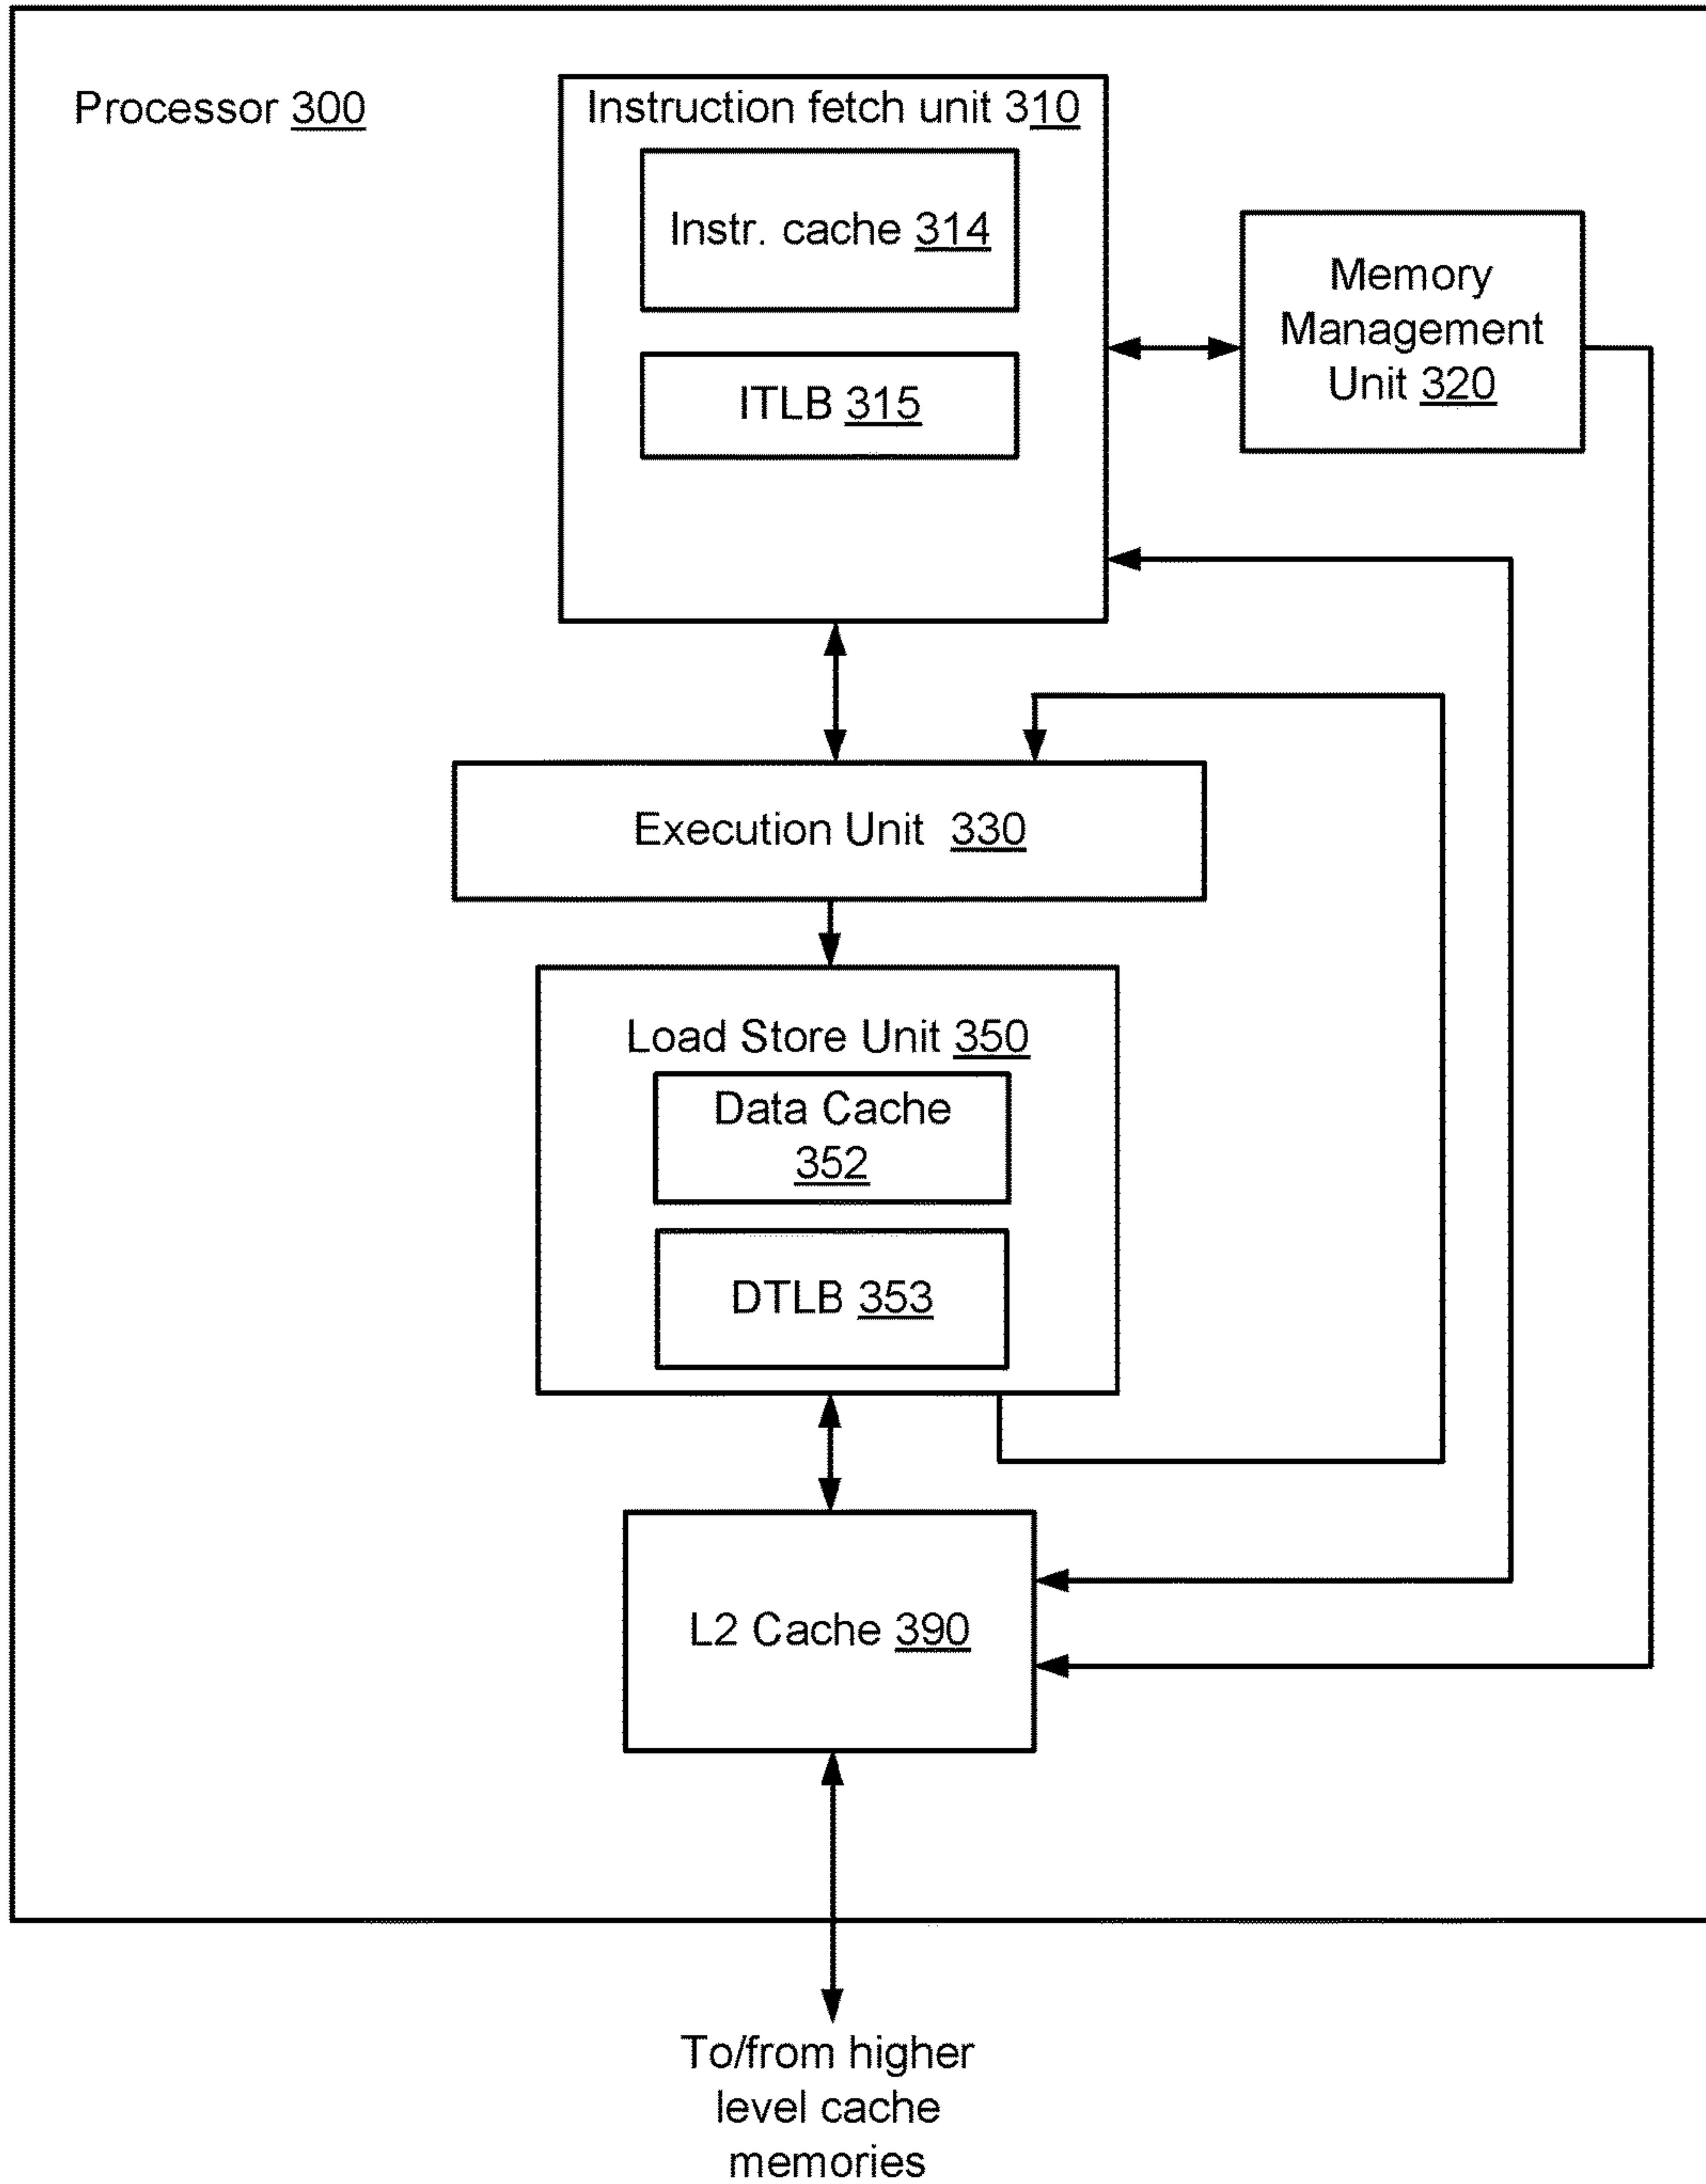 Processor 300
Instruction fetch unit 310
Instr. cache 314
ITLB 315
Memory
Management
Unit 320
Execution Unit 330
Load Store Unit 350
Data Cache
352
DTLB 353
L2 Cache 390
To/from higher
level cache
memories